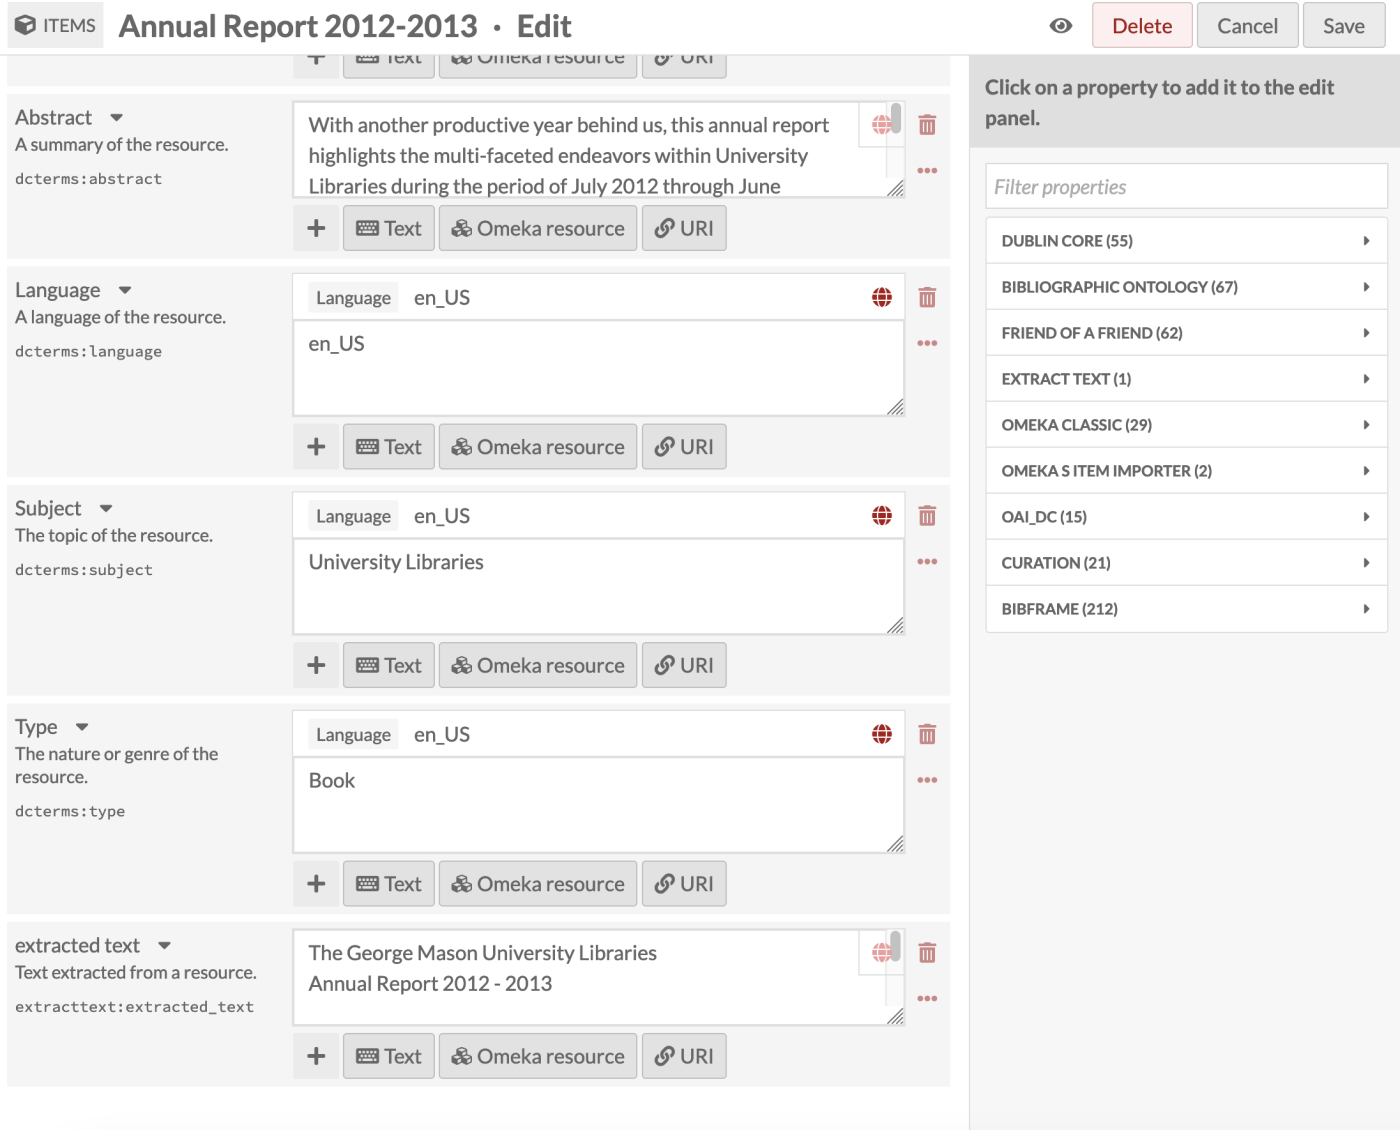 ITEMS Annual Report 2012-2013 · Edit Delete Cancel Save
+ Text Omeka resource URI
Abstract
A summary of the resource.
dcterms:abstract
With another productive year behind us, this annual report
highlights the multi-faceted endeavors within University
Libraries during the period of July 2012 through June
+ Text Omeka resource URI
Language
A language of the resource.
dcterms:language
Language en_US
en_US
+ Text Omeka resource URI
Subject
The topic of the resource.
dcterms:subject
Language en_US
University Libraries
+ Text Omeka resource URI
Type
The nature or genre of the
resource.
dcterms:type
Language en_US
Book
+ Text Omeka resource URI
extracted text
Text extracted from a resource.
extracttext:extracted_text
The George Mason University Libraries
Annual Report 2012 - 2013
+ Text Omeka resource URI
Click on a property to add it to the edit
panel.
Filter properties
DUBLIN CORE (55)
BIBLIOGRAPHIC ONTOLOGY (67)
FRIEND OF A FRIEND (62)
EXTRACT TEXT (1)
OMEKA CLASSIC (29)
OMEKA S ITEM IMPORTER (2)
OAI_DC (15)
CURATION (21)
BIBFRAME (212)